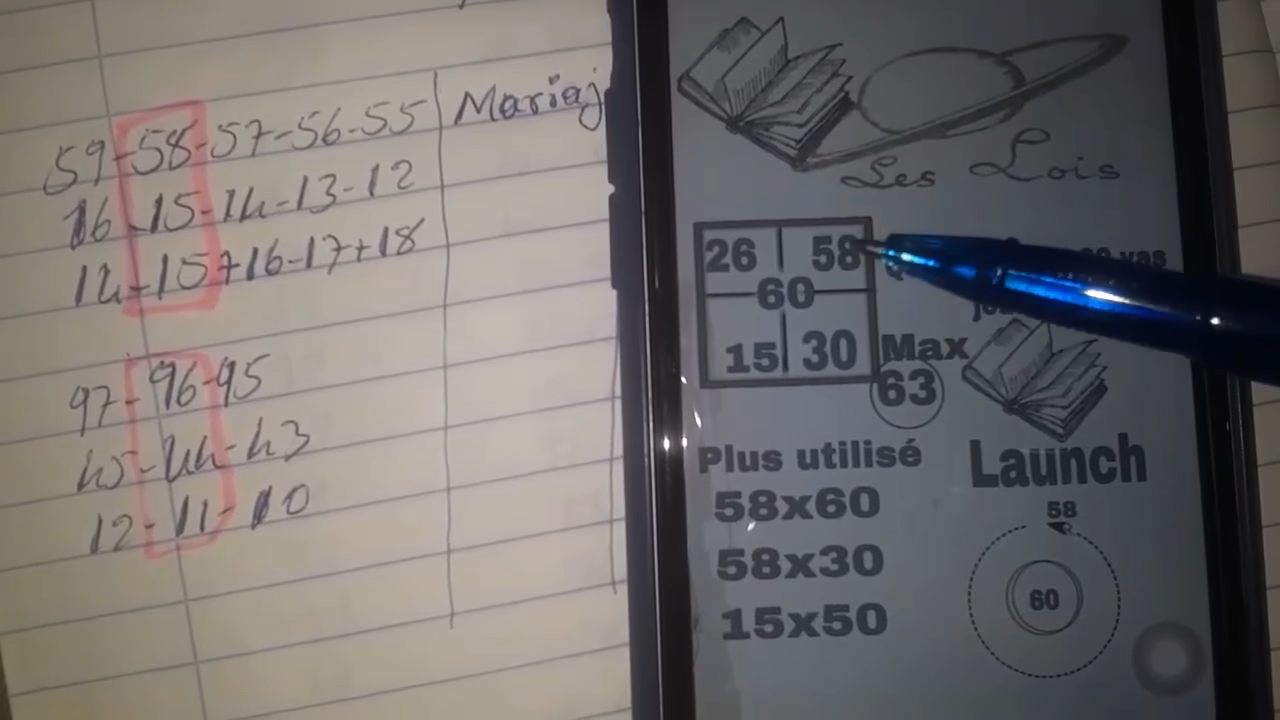 59-58-57-56-55
Mariaj
16-15-14-13-12
14-15+16-17+18
97-96-95
45-44-43
12-11-10
Les Lois
26 58
60
15 30
Max
63
Plus utilisé
58x60
58x30
15x50
Launch
58
60